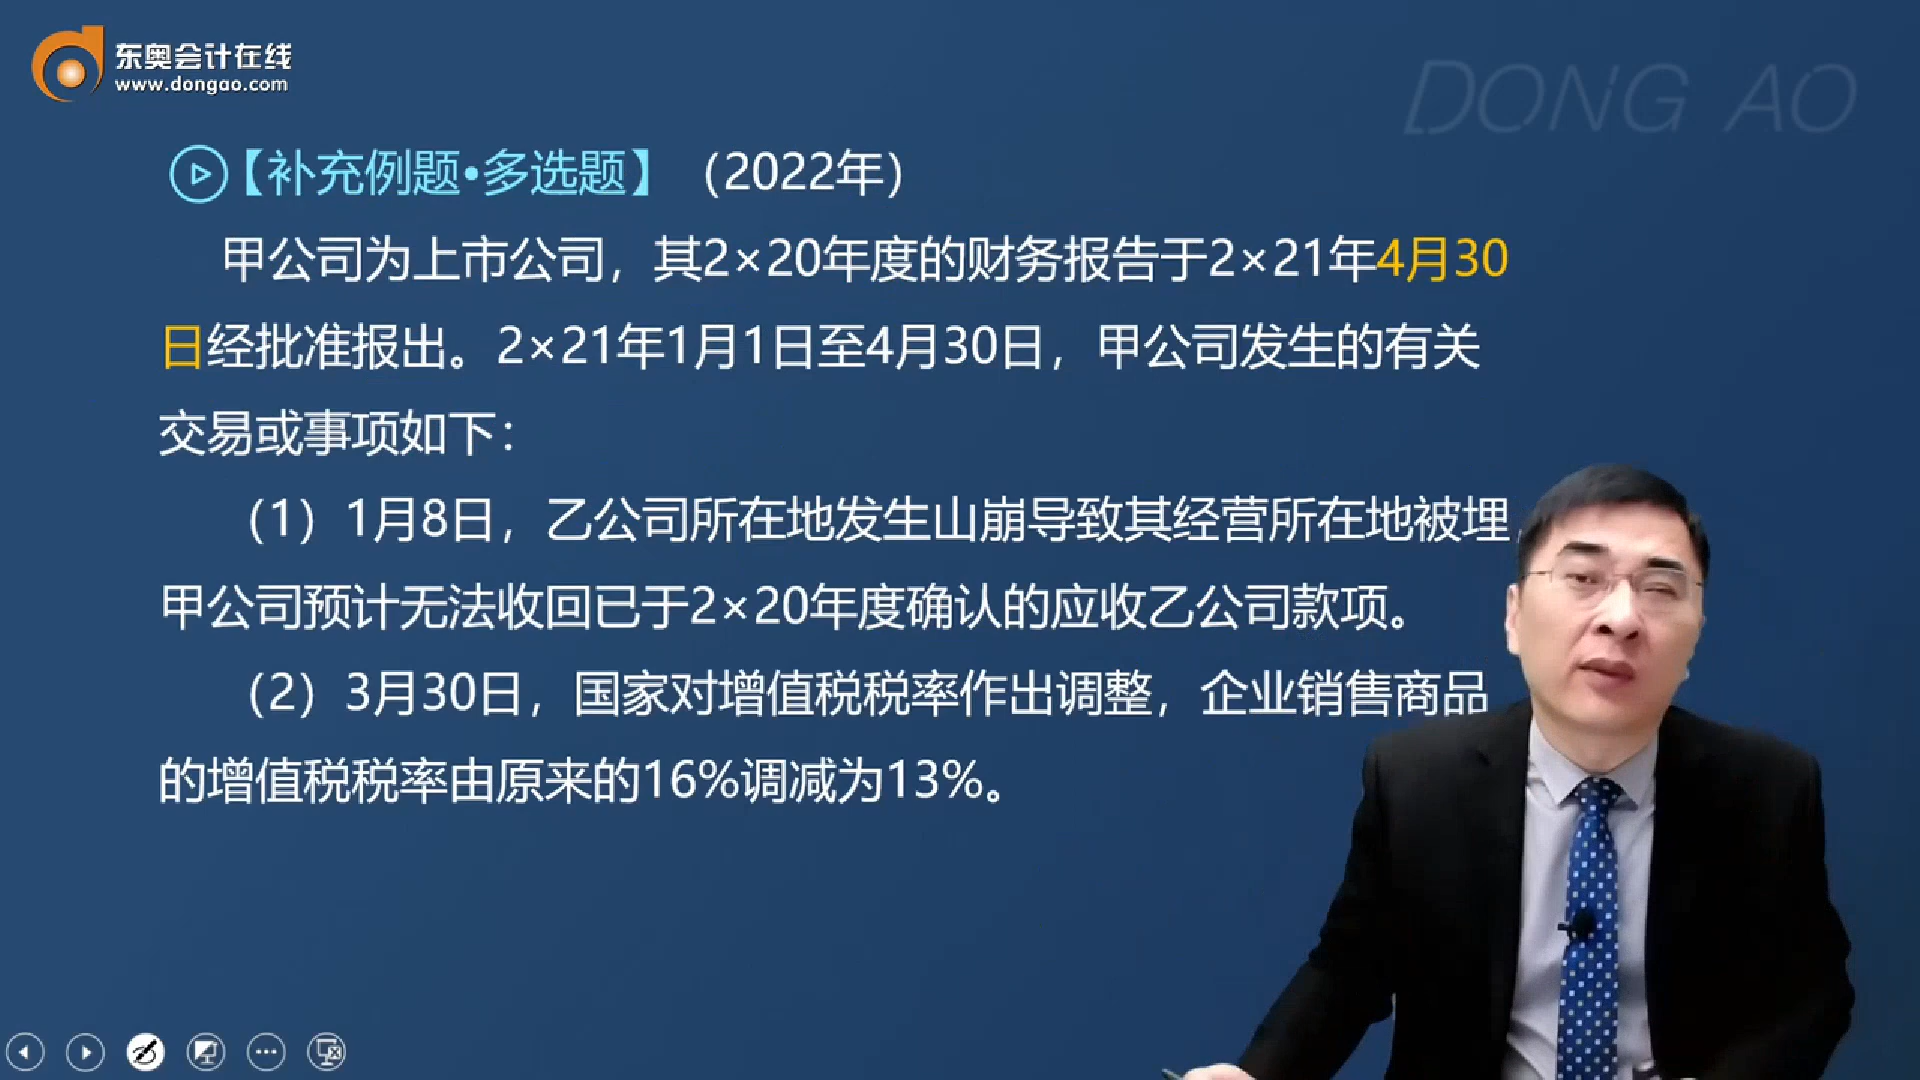 东奥会计在线
www.dongao.com
DONG AO
【补充例题•多选题】（2022年）
甲公司为上市公司，其2×20年度的财务报告于2×21年4月30
日经批准报出。2×21年1月1日至4月30日，甲公司发生的有关
交易或事项如下：
（1）1月8日，乙公司所在地发生山崩导致其经营所在地被埋，
甲公司预计无法收回已于2×20年度确认的应收乙公司款项。
（2）3月30日，国家对增值税税率作出调整，企业销售商品
的增值税税率由原来的16%调减为13%。